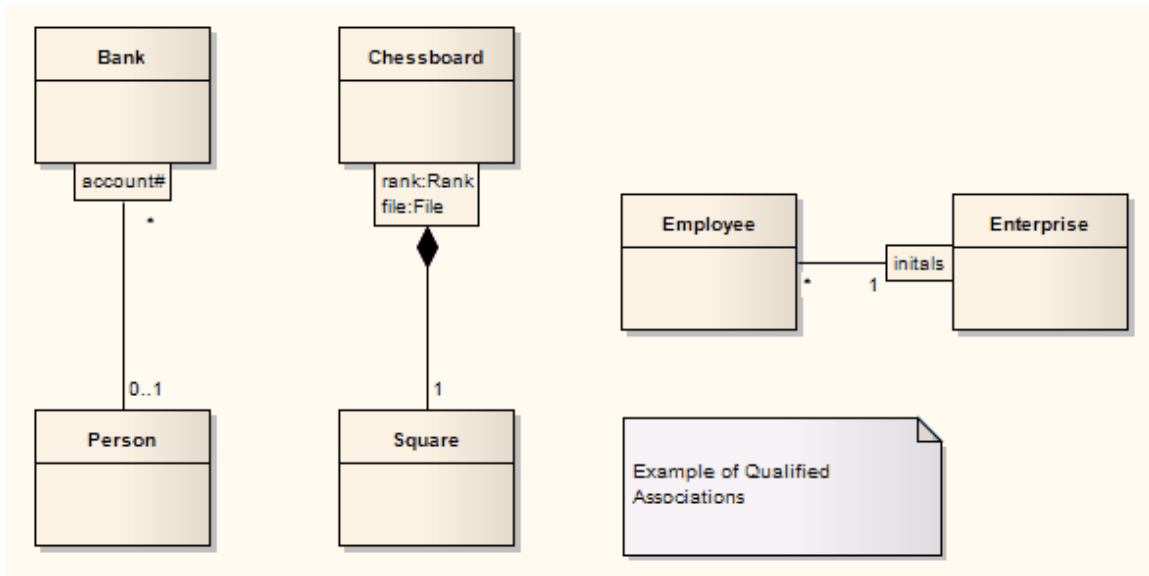 Bank
account#
*
0..1
Person
Chessboard
rank:Rank
file:File
1
Square
Employee
*
1
initals
Enterprise
Example of Qualified
Associations